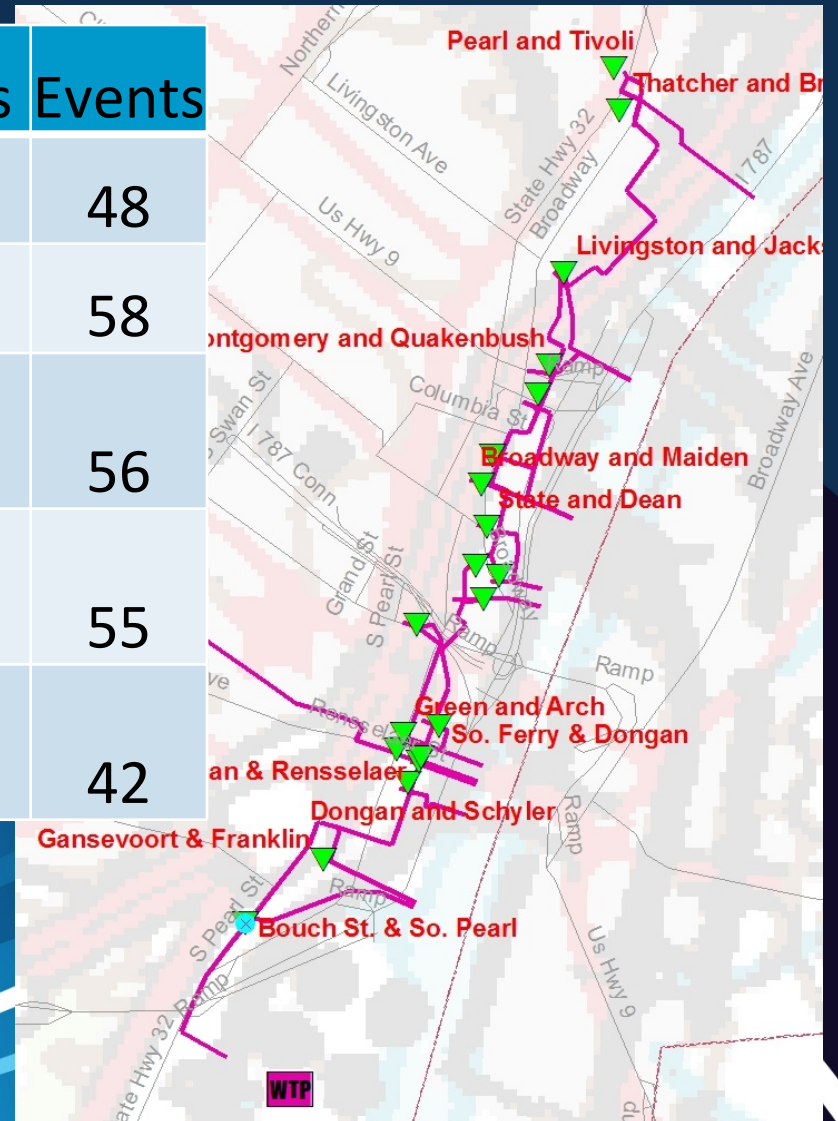 s Events
48
58
56
55
42
Northern
Pearl and Tivoli
Thatcher and Br
Livingston Ave
State Hwy 32
Broadway
I 787
Us Hwy 9
Livingston and Jacks
ontgomery and Quakenbush
Ramp
Columbia St
Swan St
I 787 Conn
Broadway Ave
Broadway and Maiden
State and Dean
Broadway
Grand St
S Pearl St
Ramp
Ramp
ve
Rensselaer St
Green and Arch
So. Ferry & Dongan
an & Rensselaer
Dongan and Schyler
Ramp
Gansevoort & Franklin
Ramp
S Pearl St
Bouch St. & So. Pearl
Us Hwy 9
Ramp
ate Hwy 32
WTP